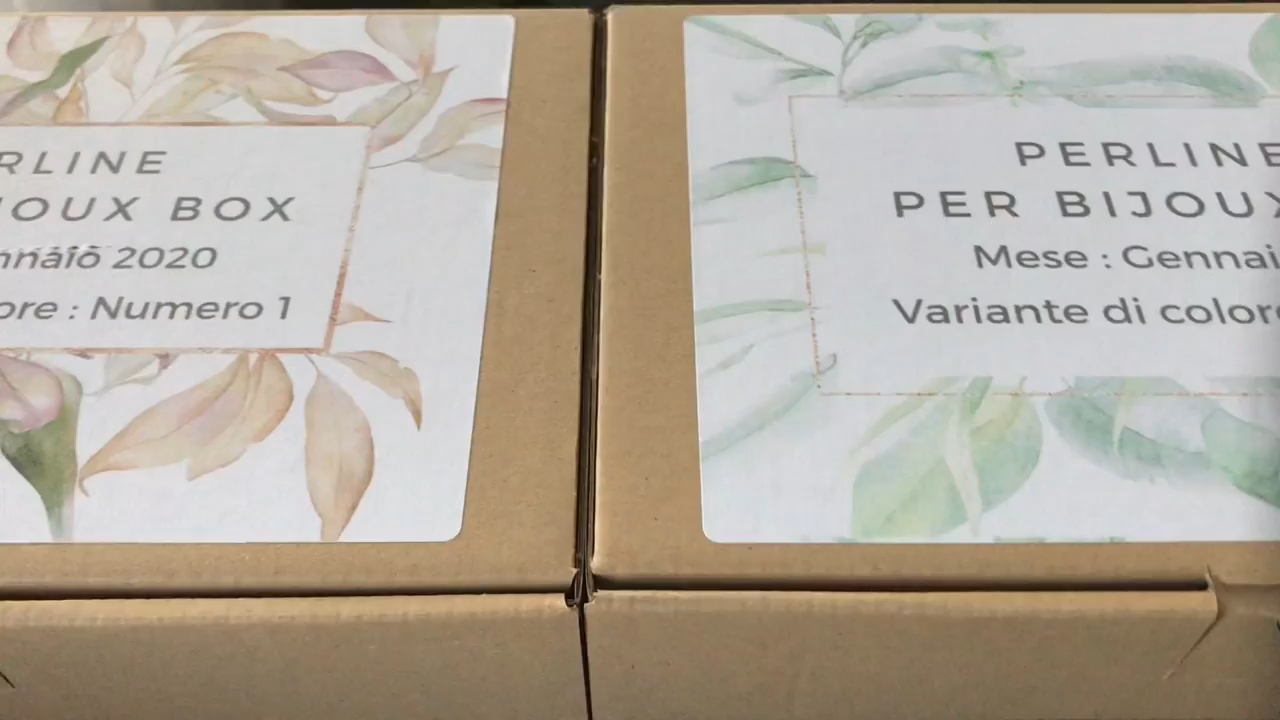 RLINE
IOUX BOX
nnaio 2020
ore : Numero 1
PERLINE
PER BIJOUX
Mese : Gennai
Variante di colore